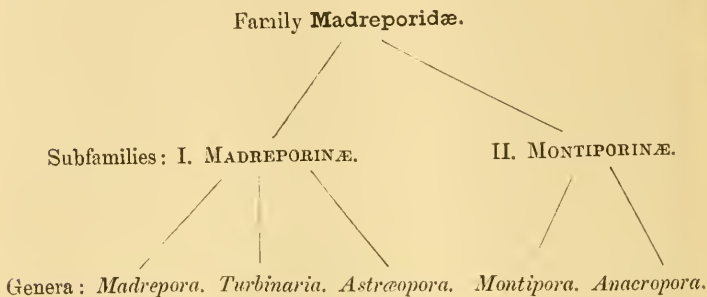 Family Madreporidæ.
Subfamilies: I. MADREPORINÆ. II. MONTIPORINÆ.
Genera: Madrepora. Turbinaria. Astræopora. Montipora. Anacropora.